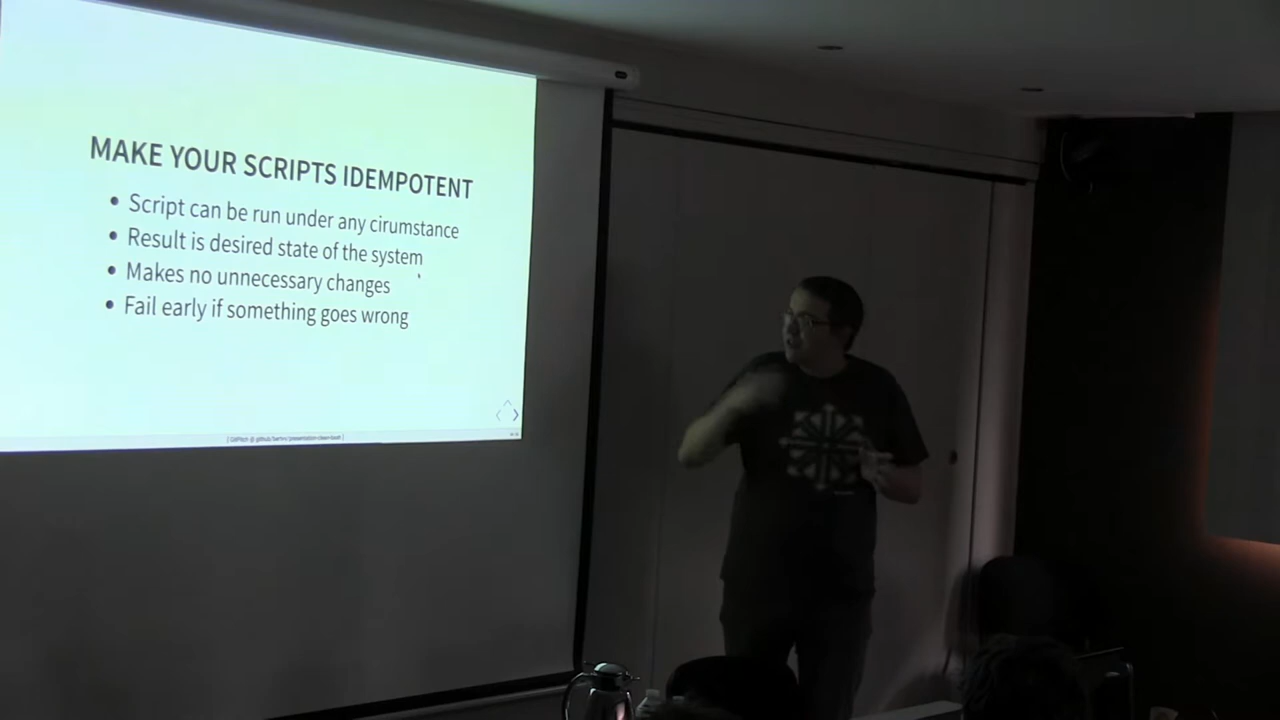 MAKE YOUR SCRIPTS IDEMPOTENT
Script can be run under any cirumstance
Result is desired state of the system
Makes no unnecessary changes
Fail early if something goes wrong